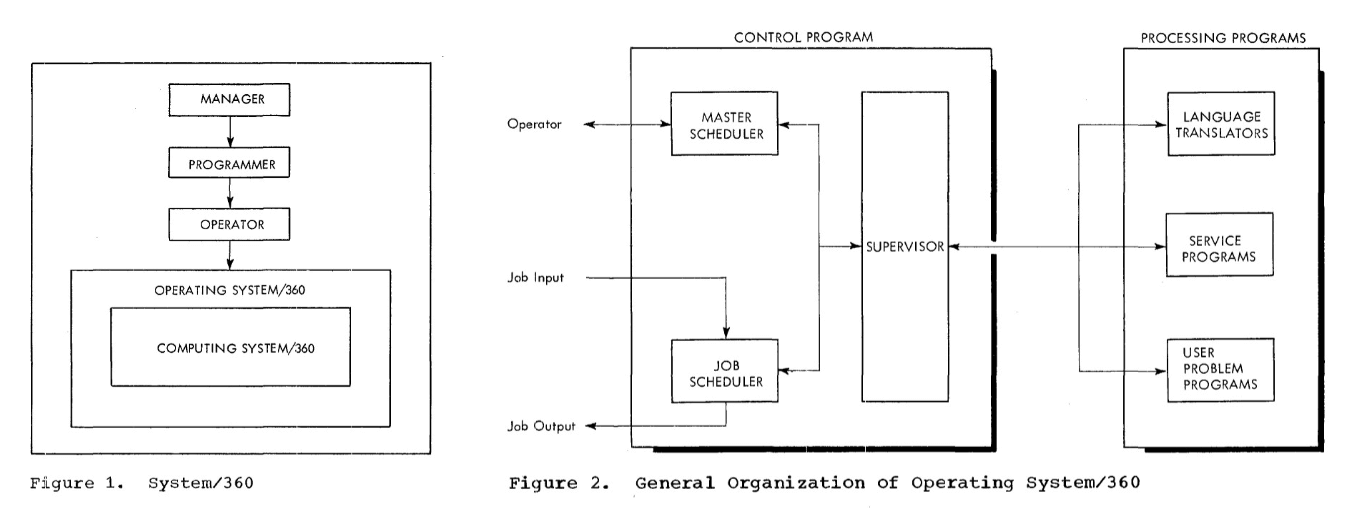 MANAGER
PROGRAMMER
OPERATOR
OPERATING SYSTEM/360
COMPUTING SYSTEM/360
Figure 1. System/360
CONTROL PROGRAM
PROCESSING PROGRAMS
Operator
MASTER
SCHEDULER
Job Input
JOB
SCHEDULER
Job Output
SUPERVISOR
LANGUAGE
TRANSLATORS
SERVICE
PROGRAMS
USER
PROBLEM
PROGRAMS
Figure 2. General Organization of Operating System/360